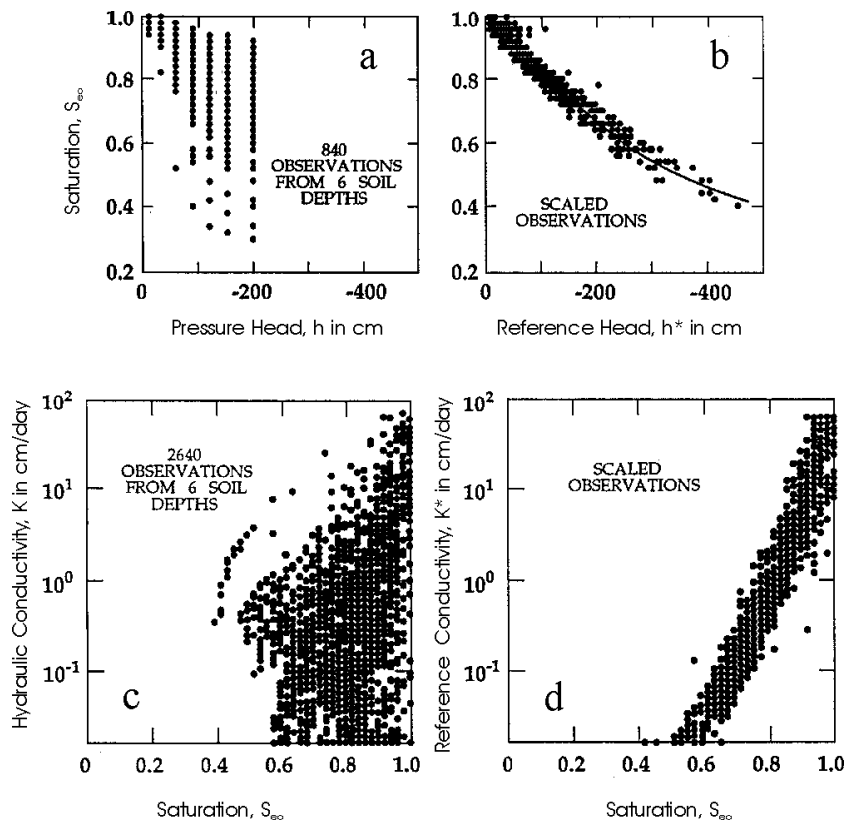 a
1.0
0.8
0.6
0.4
0.2
Saturation, Seo
840
OBSERVATIONS
FROM 6 SOIL
DEPTHS
0 -200 -400
Pressure Head, h in cm
b
1.0
0.8
0.6
0.4
0.2
SCALED
OBSERVATIONS
0 -200 -400
Reference Head, h* in cm
c
10²
10¹
10⁰
10⁻¹
Hydraulic Conductivity, K in cm/day
2640
OBSERVATIONS
FROM 6 SOIL
DEPTHS
0 0.2 0.4 0.6 0.8 1.0
Saturation, Seo
d
10²
10¹
10⁰
10⁻¹
Reference Conductivity, K* in cm/day
SCALED
OBSERVATIONS
0 0.2 0.4 0.6 0.8 1.0
Saturation, Seo